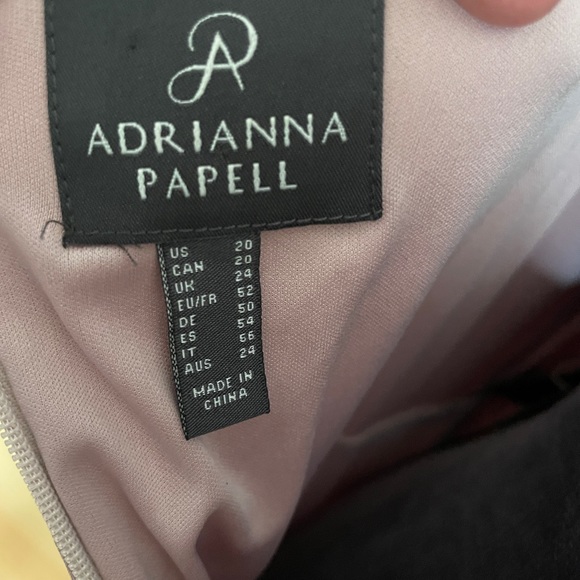 ADRIANNA
PAPELL
US 20
CAN 20
UK 24
EU/FR 52
DE 50
ES 54
IT 56
AUS 24
MADE IN
CHINA